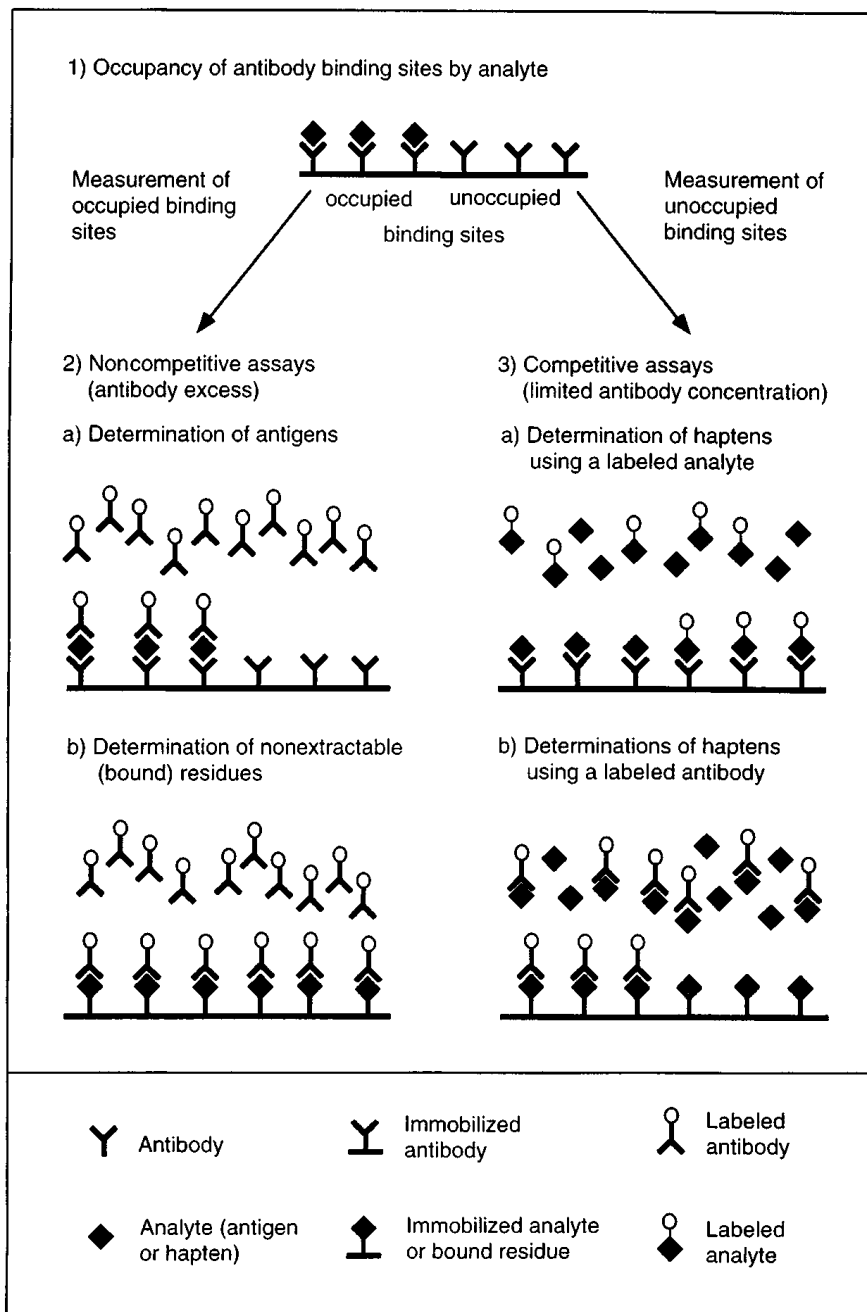 1) Occupancy of antibody binding sites by analyte
Measurement of
occupied binding
sites
occupied
unoccupied
binding sites
Measurement of
unoccupied
binding sites
2) Noncompetitive assays
(antibody excess)
a) Determination of antigens
b) Determination of nonextractable
(bound) residues
3) Competitive assays
(limited antibody concentration)
a) Determination of haptens
using a labeled analyte
b) Determinations of haptens
using a labeled antibody
Antibody
Immobilized
antibody
Labeled
antibody
Analyte (antigen
or hapten)
Immobilized analyte
or bound residue
Labeled
analyte